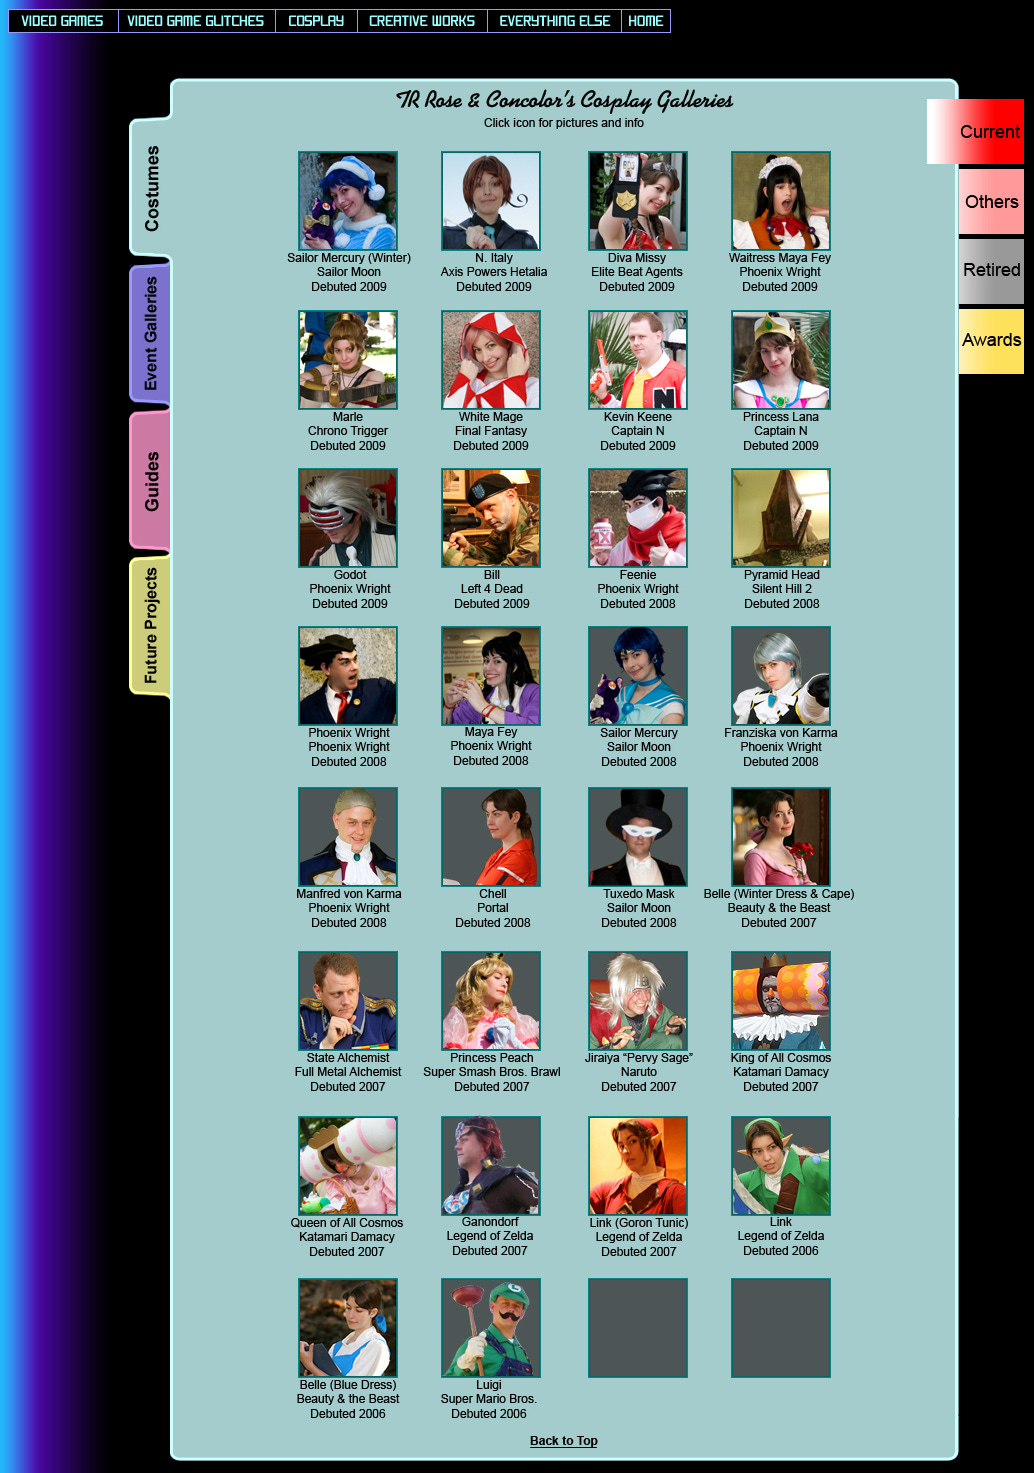 VIDEO GAMES
VIDEO GAME GLITCHES
COSPLAY
CREATIVE WORKS
EVERYTHING ELSE
HOME
TR Rose & Concolor's Cosplay Galleries
Click icon for pictures and info
Costumes
Event Galleries
Guides
Future Projects
Current
Others
Retired
Awards
Sailor Mercury (Winter)
Sailor Moon
Debuted 2009
N. Italy
Axis Powers Hetalia
Debuted 2009
Diva Missy
Elite Beat Agents
Debuted 2009
Waitress Maya Fey
Phoenix Wright
Debuted 2009
Marle
Chrono Trigger
Debuted 2009
White Mage
Final Fantasy
Debuted 2009
N
Kevin Keene
Captain N
Debuted 2009
Princess Lana
Captain N
Debuted 2009
Godot
Phoenix Wright
Debuted 2009
Bill
Left 4 Dead
Debuted 2009
Feenie
Phoenix Wright
Debuted 2008
Pyramid Head
Silent Hill 2
Debuted 2008
Phoenix Wright
Phoenix Wright
Debuted 2008
Maya Fey
Phoenix Wright
Debuted 2008
Sailor Mercury
Sailor Moon
Debuted 2008
Franziska von Karma
Phoenix Wright
Debuted 2008
Manfred von Karma
Phoenix Wright
Debuted 2008
Chell
Portal
Debuted 2008
Tuxedo Mask
Sailor Moon
Debuted 2008
Belle (Winter Dress & Cape)
Beauty & the Beast
Debuted 2007
State Alchemist
Full Metal Alchemist
Debuted 2007
Princess Peach
Super Smash Bros. Brawl
Debuted 2007
Jiraiya “Pervy Sage”
Naruto
Debuted 2007
King of All Cosmos
Katamari Damacy
Debuted 2007
Queen of All Cosmos
Katamari Damacy
Debuted 2007
Ganondorf
Legend of Zelda
Debuted 2007
Link (Goron Tunic)
Legend of Zelda
Debuted 2007
Link
Legend of Zelda
Debuted 2006
Belle (Blue Dress)
Beauty & the Beast
Debuted 2006
Luigi
Super Mario Bros.
Debuted 2006
Back to Top